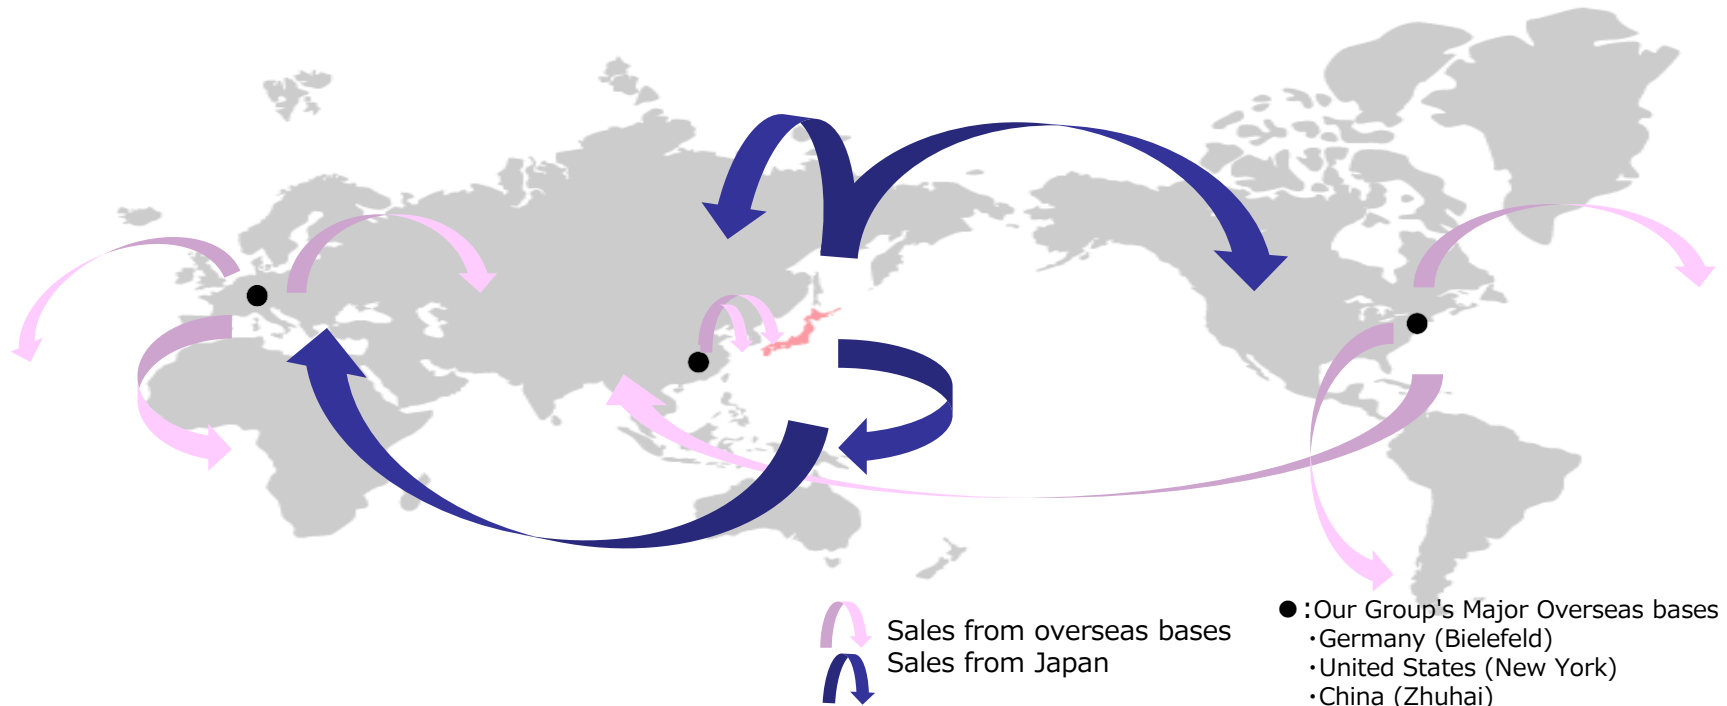 Sales from overseas bases
Sales from Japan
●:Our Group's Major Overseas bases
・Germany (Bielefeld)
・United States (New York)
・China (Zhuhai)